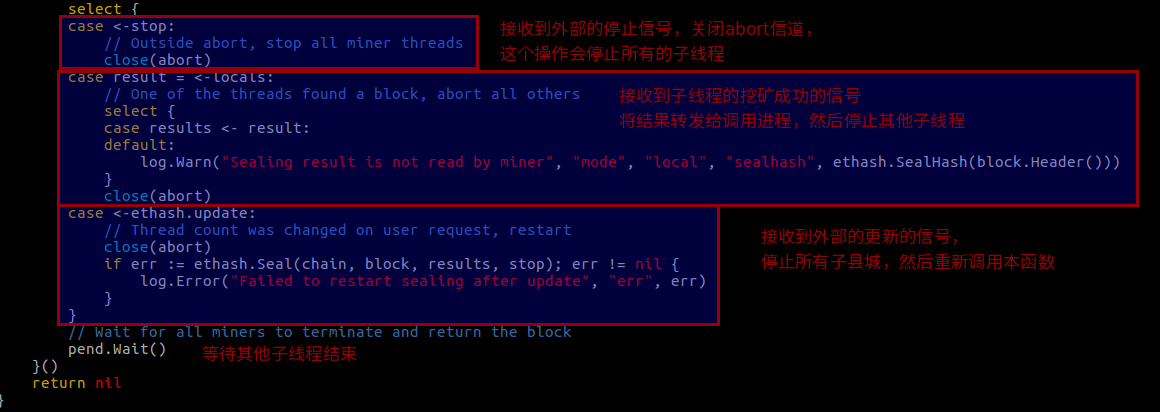 select {
case <-stop:
接收到外部的停止信号，关闭abort信道，
// Outside abort, stop all miner threads
这个操作会停止所有的子线程
close(abort)
case result = <-locals:
// One of the threads found a block, abort all others
接收到子线程的挖矿成功的信号
select {
case results <- result:
将结果转发给调用进程，然后停止其他子线程
default:
log.Warn("Sealing result is not read by miner", "mode", "local", "sealhash", ethash.SealHash(block.Header()))
}
close(abort)
case <-ethash.update:
// Thread count was changed on user request, restart
接收到外部的更新的信号，
close(abort)
停止所有子县城，然后重新调用本函数
if err := ethash.Seal(chain, block, results, stop); err != nil {
log.Error("Failed to restart sealing after update", "err", err)
}
}
// Wait for all miners to terminate and return the block
pend.Wait()
等待其他子线程结束
}()
return nil
}